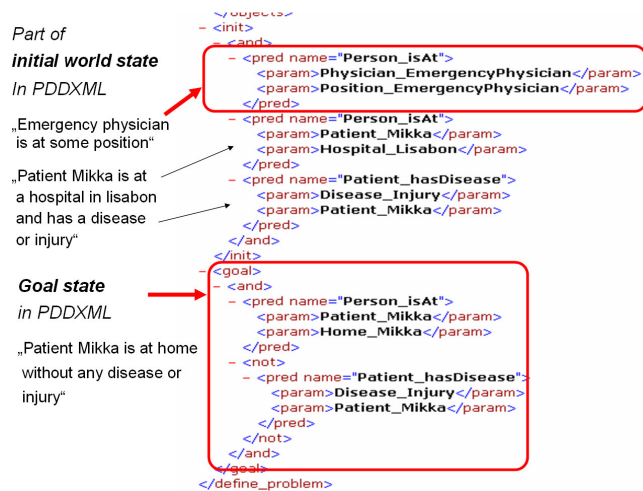 Part of
initial world state
In PDDXML
„Emergency physician
is at some position“
„Patient Mikka is at
a hospital in lisabon
and has a disease
or injury“
Goal state
in PDDXML
„Patient Mikka is at home
without any disease or
injury“
</objects>
- <init>
- <and>
- <pred name="Person_isAt">
<param>Physician_EmergencyPhysician</param>
<param>Position_EmergencyPhysician</param>
</pred>
- <pred name="Person_isAt">
<param>Patient_Mikka</param>
<param>Hospital_Lisabon</param>
</pred>
- <pred name="Patient_hasDisease">
<param>Disease_Injury</param>
<param>Patient_Mikka</param>
</pred>
</and>
</init>
- <goal>
- <and>
- <pred name="Person_isAt">
<param>Patient_Mikka</param>
<param>Home_Mikka</param>
</pred>
- <not>
- <pred name="Patient_hasDisease">
<param>Disease_Injury</param>
<param>Patient_Mikka</param>
</pred>
</not>
</and>
</goal>
</define_problem>